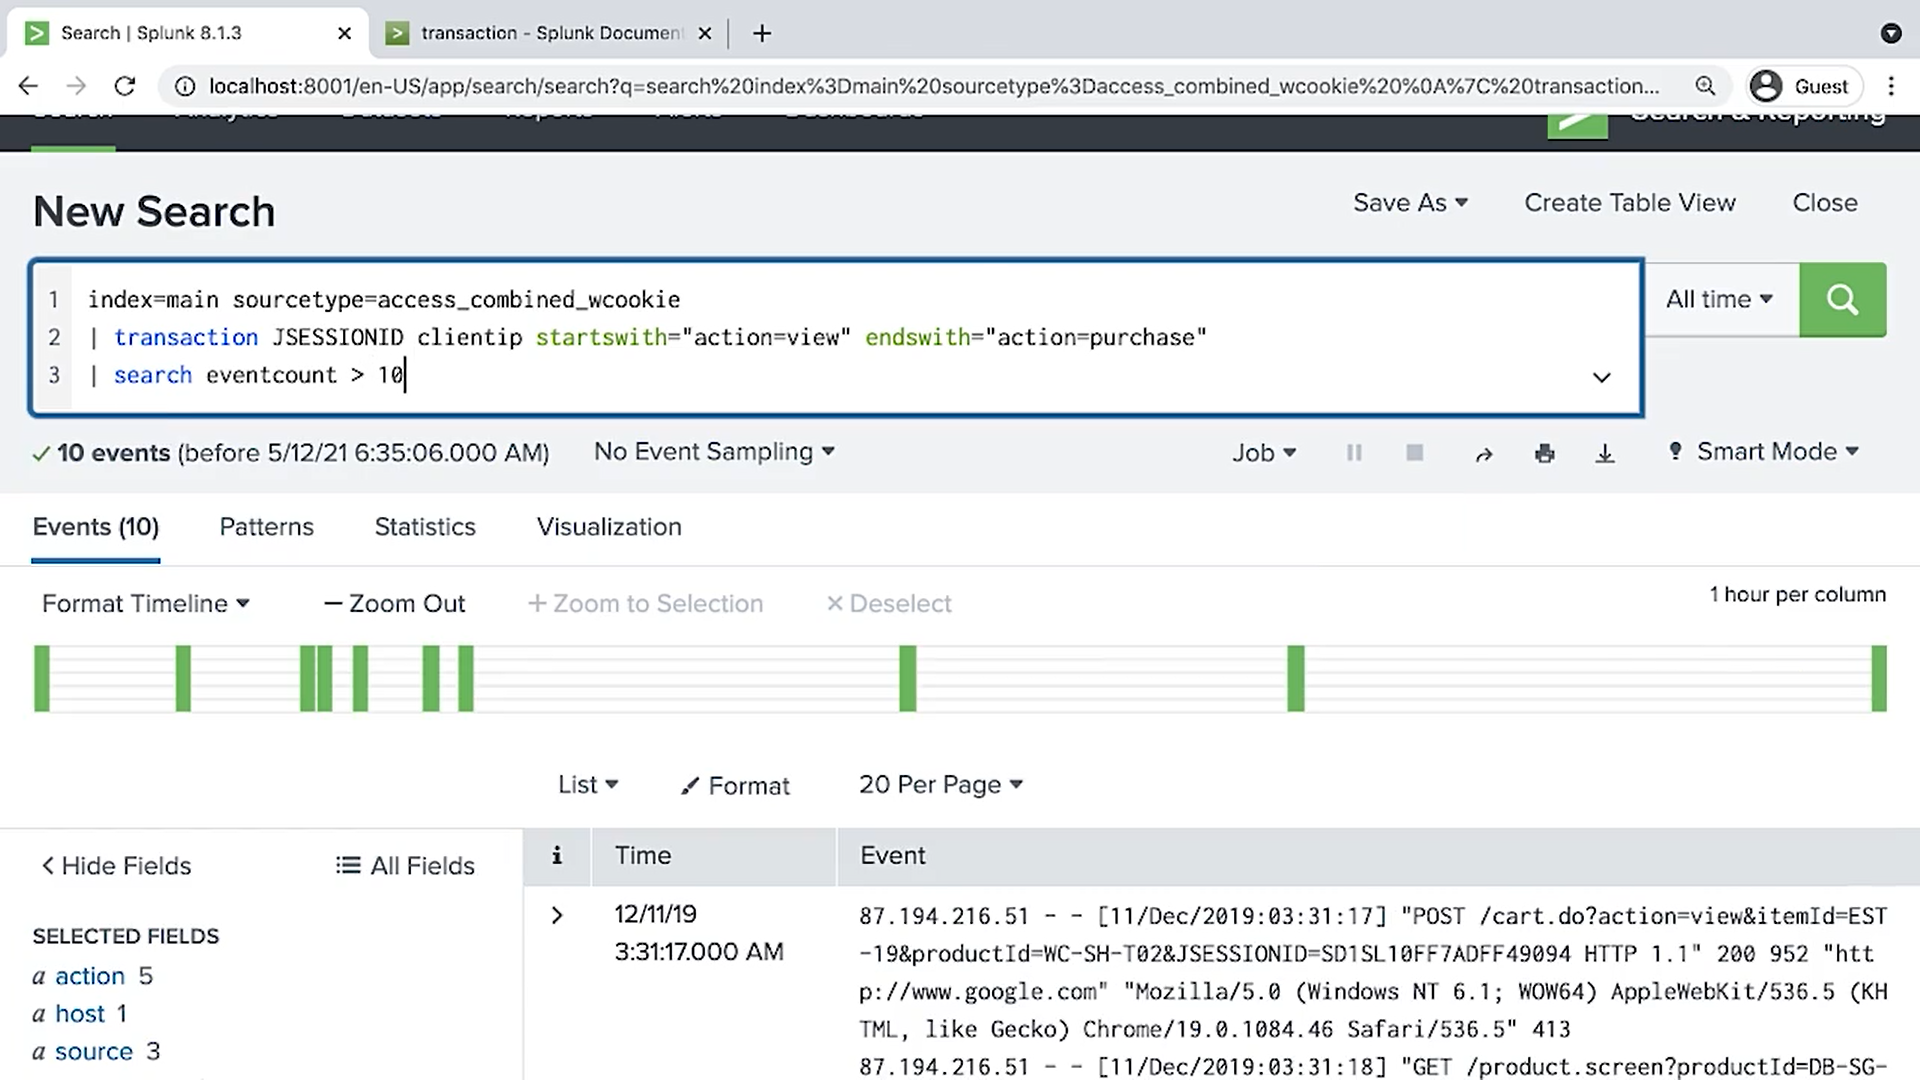 Search | Splunk 8.1.3
transaction - Splunk Documen
localhost:8001/en-US/app/search/search?q=search%20index%3Dmain%20sourcetype%3Daccess_combined_wcookie%20%0A%7C%20transaction...
Guest
Search Analytics Datasets Reports Alerts Dashboards
Search & Reporting
New Search
Save As Create Table View Close
1 index=main sourcetype=access_combined_wcookie
2 | transaction JSESSIONID clientip startswith="action=view" endswith="action=purchase"
3 | search eventcount > 10
All time
10 events (before 5/12/21 6:35:06.000 AM)
No Event Sampling
Job
Smart Mode
Events (10) Patterns Statistics Visualization
Format Timeline — Zoom Out + Zoom to Selection × Deselect
1 hour per column
List Format 20 Per Page
< Hide Fields All Fields
i Time Event
SELECTED FIELDS
a action 5
a host 1
a source 3
> 12/11/19
3:31:17.000 AM
87.194.216.51 - - [11/Dec/2019:03:31:17] "POST /cart.do?action=view&itemId=EST
-19&productId=WC-SH-T02&JSESSIONID=SD1SL10FF7ADFF49094 HTTP 1.1" 200 952 "htt
p://www.google.com" "Mozilla/5.0 (Windows NT 6.1; WOW64) AppleWebKit/536.5 (KH
TML, like Gecko) Chrome/19.0.1084.46 Safari/536.5" 413
87.194.216.51 - - [11/Dec/2019:03:31:18] "GET /product.screen?productId=DB-SG-